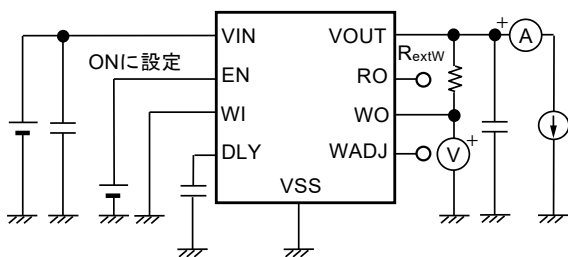 VIN
VOUT
A
+
ONに設定
RextW
EN
RO
WI
WO
DLY
WADJ
V
+
VSS